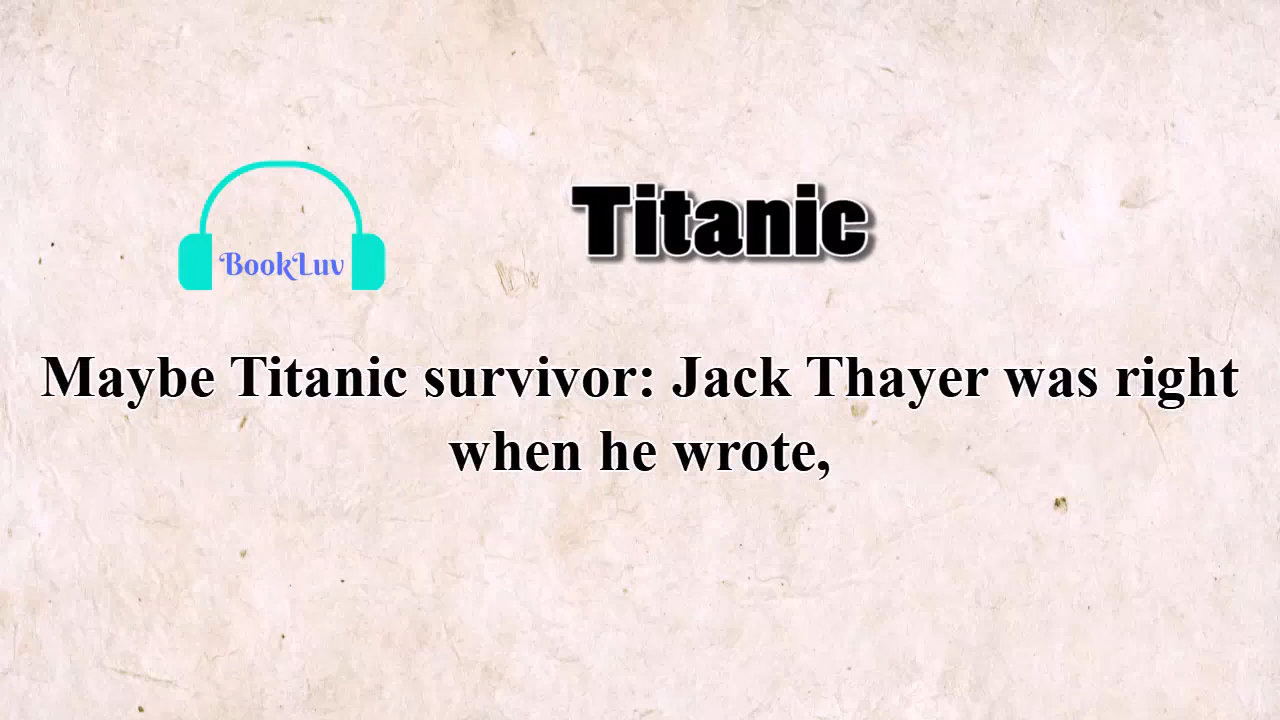 BookLuv
Titanic
Maybe Titanic survivor: Jack Thayer was right
when he wrote,